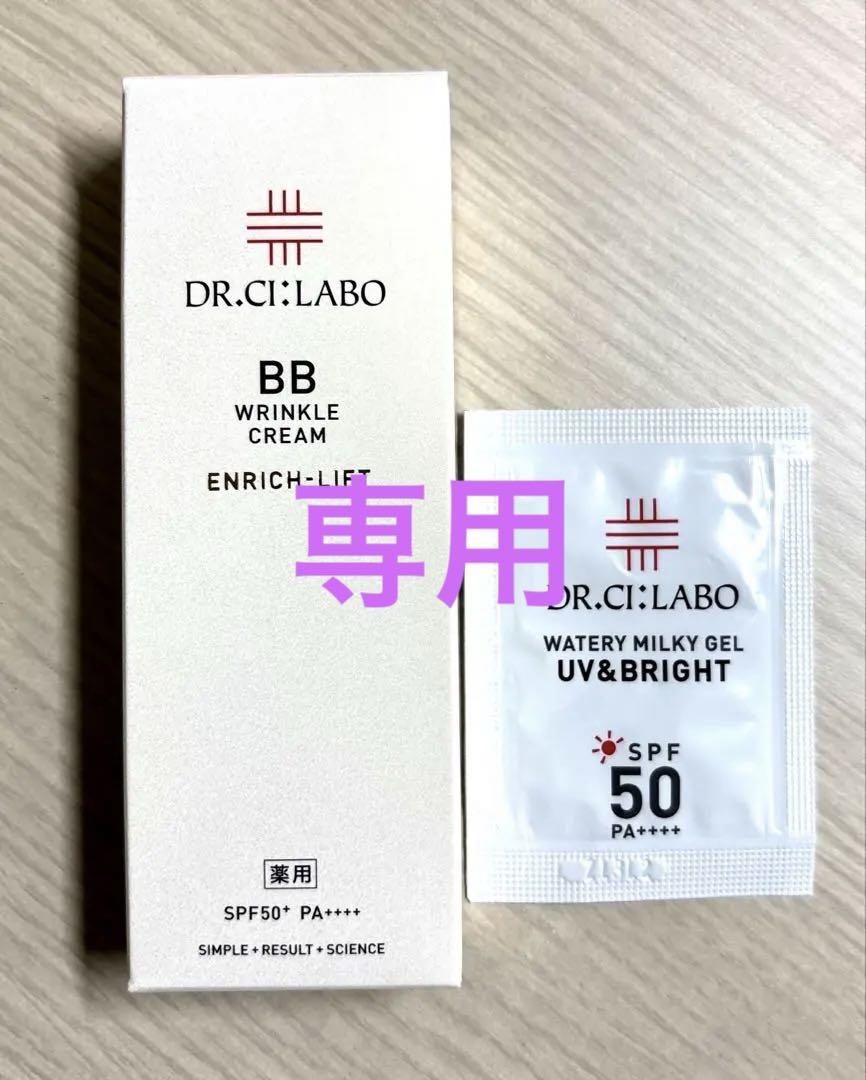 DR.CI:LABO
BB
WRINKLE
CREAM
ENRICH-LIFT
薬用
SPF50+ PA++++
SIMPLE+RESULT+SCIENCE
専用
DR.CI:LABO
WATERY MILKY GEL
UV&BRIGHT
SPF
50
PA++++